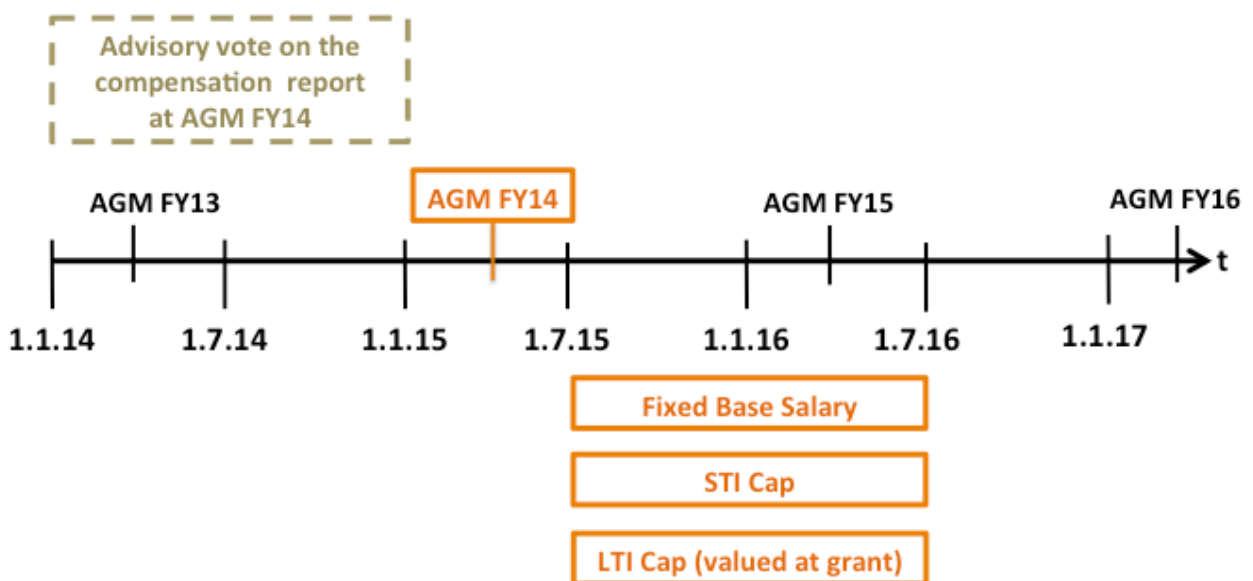 Advisory vote on the
compensation report
at AGM FY14
AGM FY13
AGM FY14
AGM FY15
AGM FY16
t
1.1.14
1.7.14
1.1.15
1.7.15
1.1.16
1.7.16
1.1.17
Fixed Base Salary
STI Cap
LTI Cap (valued at grant)